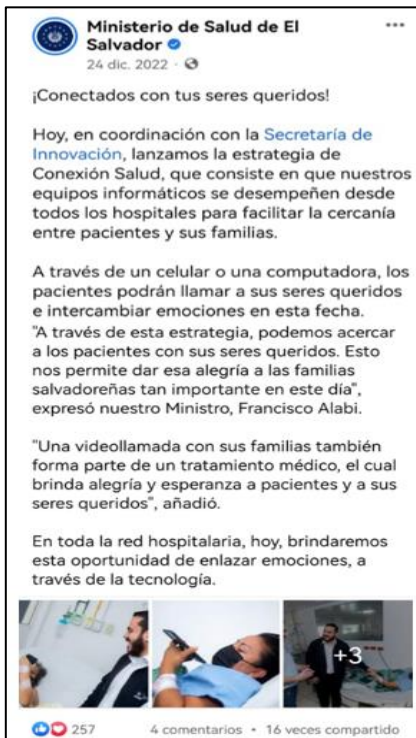 Ministerio de Salud de El
Salvador
24 dic. 2022 ·
¡Conectados con tus seres queridos!
Hoy, en coordinación con la Secretaría de
Innovación, lanzamos la estrategia de
Conexión Salud, que consiste en que nuestros
equipos informáticos se desempeñen desde
todos los hospitales para facilitar la cercanía
entre pacientes y sus familias.
A través de un celular o una computadora, los
pacientes podrán llamar a sus seres queridos
e intercambiar emociones en esta fecha.
"A través de esta estrategia, podemos acercar
a los pacientes con sus seres queridos. Esto
nos permite dar esa alegría a las familias
salvadoreñas tan importante en este día",
expresó nuestro Ministro, Francisco Alabi.
"Una videollamada con sus familias también
forma parte de un tratamiento médico, el cual
brinda alegría y esperanza a pacientes y a sus
seres queridos", añadió.
En toda la red hospitalaria, hoy, brindaremos
esta oportunidad de enlazar emociones, a
través de la tecnología.
+3
257 4 comentarios • 16 veces compartido